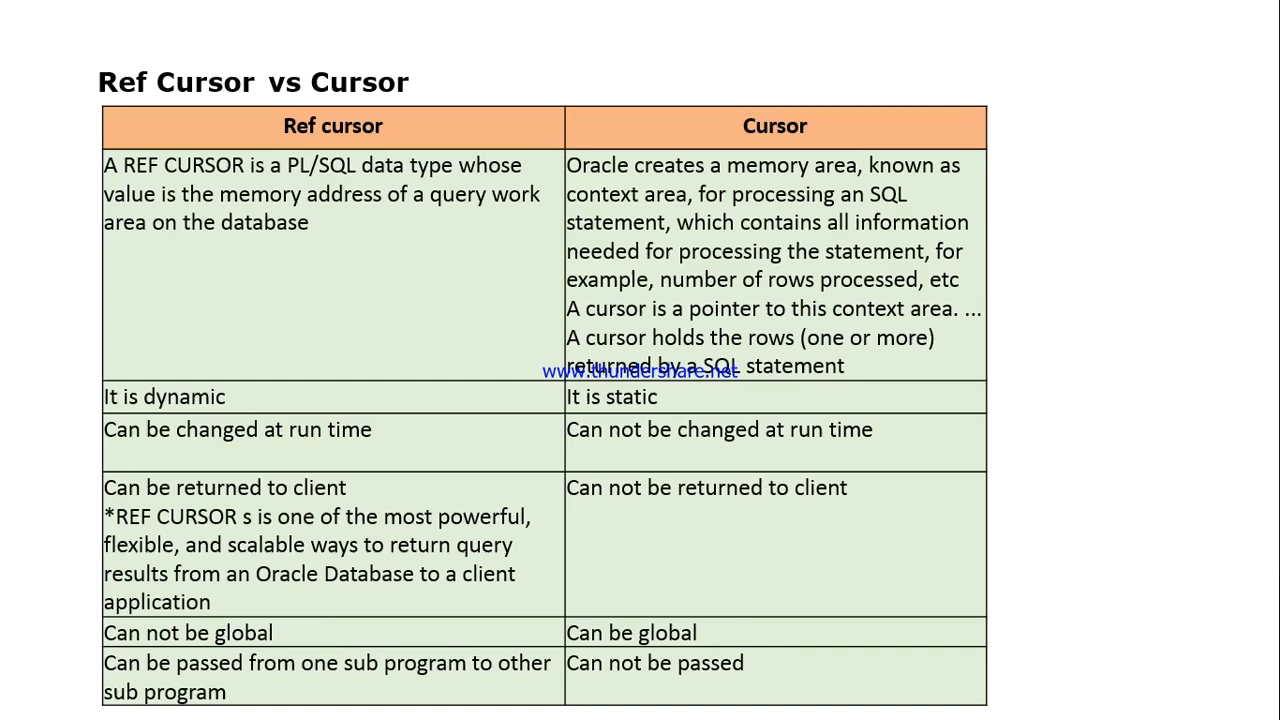 Ref Cursor vs Cursor
Ref cursor
Cursor
A REF CURSOR is a PL/SQL data type whose
value is the memory address of a query work
area on the database
Oracle creates a memory area, known as
context area, for processing an SQL
statement, which contains all information
needed for processing the statement, for
example, number of rows processed, etc
A cursor is a pointer to this context area. ...
A cursor holds the rows (one or more)
returned by a SQL statement
www.thundershare.net
It is dynamic
It is static
Can be changed at run time
Can not be changed at run time
Can be returned to client
*REF CURSOR s is one of the most powerful,
flexible, and scalable ways to return query
results from an Oracle Database to a client
application
Can not be returned to client
Can not be global
Can be global
Can be passed from one sub program to other
sub program
Can not be passed